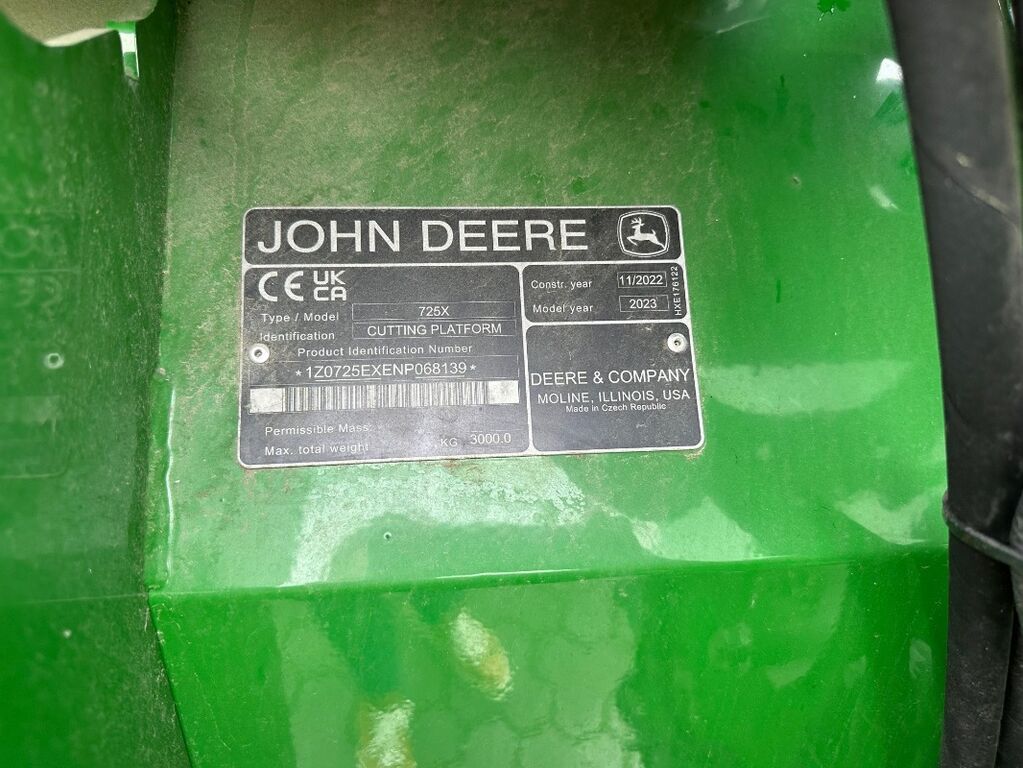 JOHN DEERE
CE UK CA
Type / Model 725X
Identification CUTTING PLATFORM
Product Identification Number
*1Z0725EXENP068139*
Permissible Mass:
Max. total weight KG 3000.0
Constr. year 11/2022
Model year 2023
HXE176122
DEERE & COMPANY
MOLINE, ILLINOIS, USA
Made in Czech Republic